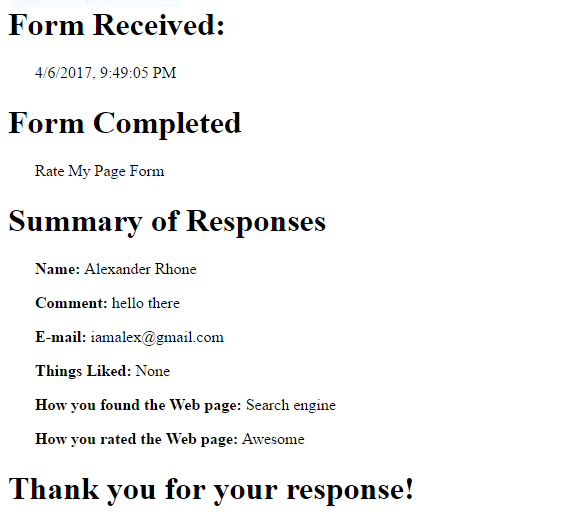 Form Received:
4/6/2017, 9:49:05 PM
Form Completed
Rate My Page Form
Summary of Responses
Name: Alexander Rhone
Comment: hello there
E-mail: iamalex@gmail.com
Things Liked: None
How you found the Web page: Search engine
How you rated the Web page: Awesome
Thank you for your response!